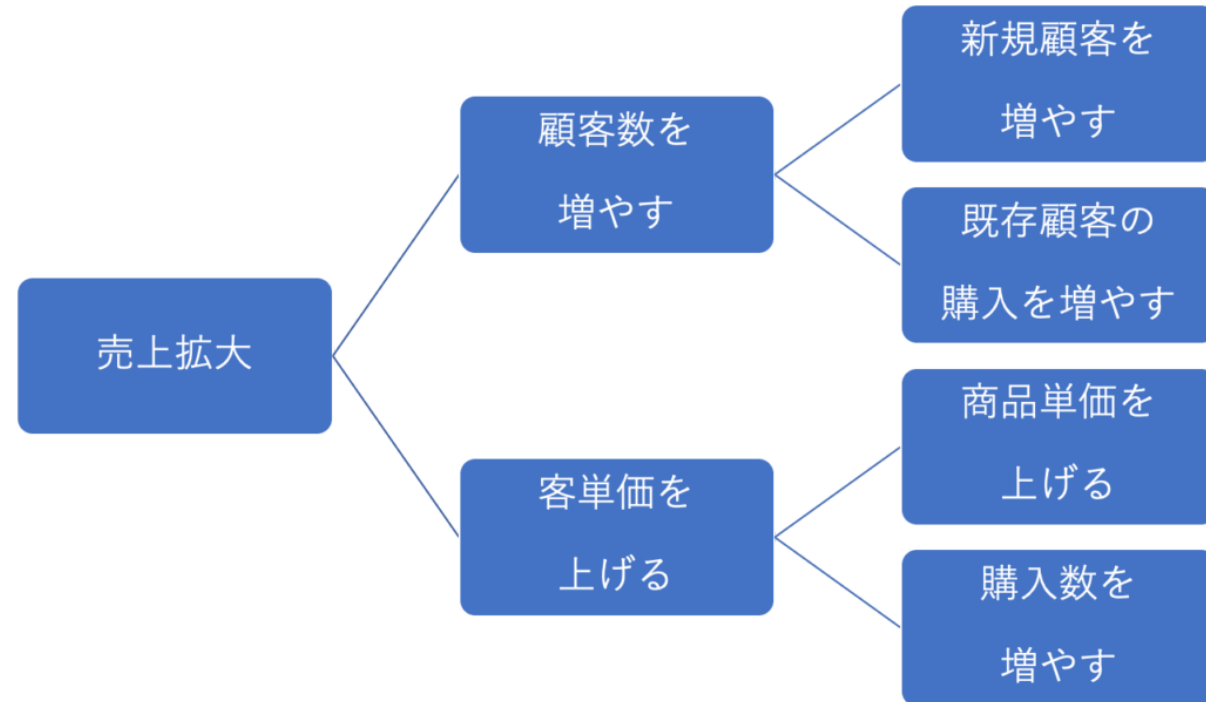 売上拡大
顧客数を
増やす
新規顧客を
増やす
既存顧客の
購入を増やす
客単価を
上げる
商品単価を
上げる
購入数を
増やす